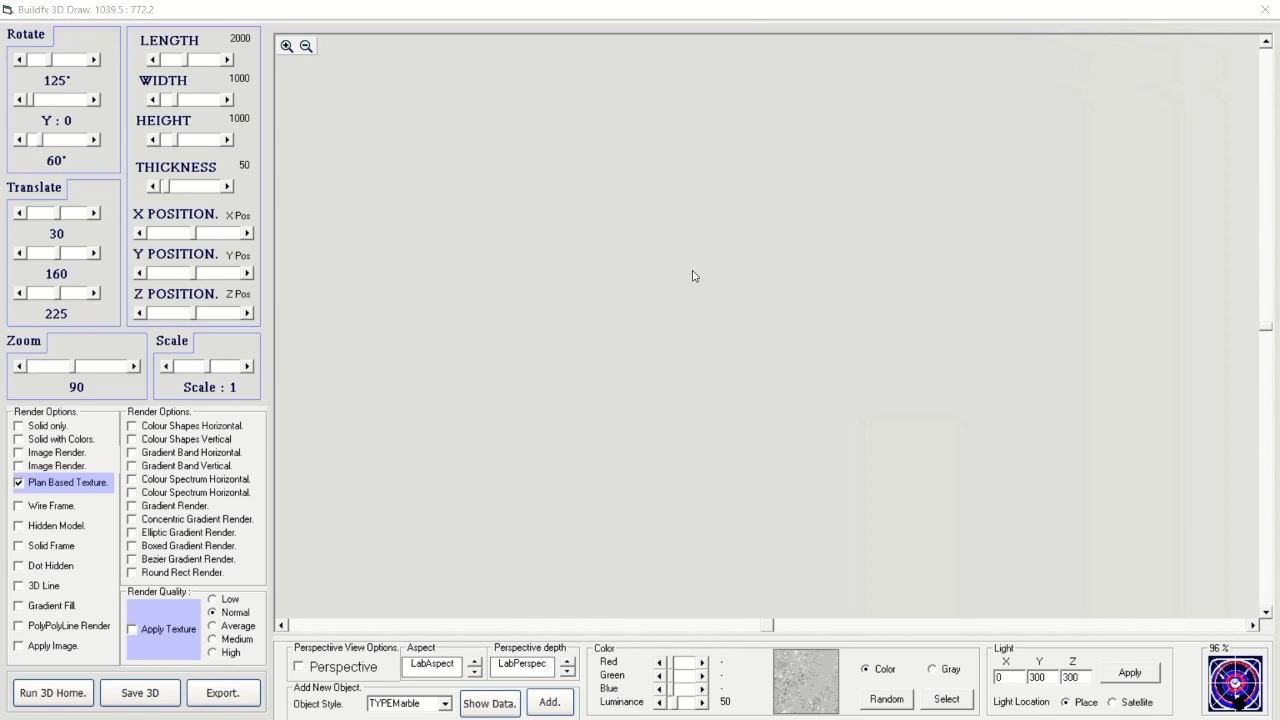 Buildfx 3D Draw. 1039.5 : 772.2
Rotate
125°
Y : 0
60°
Translate
30
160
225
LENGTH 2000
WIDTH 1000
HEIGHT 1000
THICKNESS 50
X POSITION. X Pos
Y POSITION. Y Pos
Z POSITION. Z Pos
Zoom
90
Scale
Scale : 1
Render Options.
Solid only.
Solid with Colors.
Image Render.
Image Render.
Plan Based Texture.
Wire Frame.
Hidden Model.
Solid Frame
Dot Hidden
3D Line
Gradient Fill.
PolyPolyLine Render
Apply Image.
Render Options.
Colour Shapes Horizontal.
Colour Shapes Vertical
Gradient Band Horizontal.
Gradient Band Vertical.
Colour Spectrum Horizontal.
Colour Spectrum Horizontal.
Gradient Render.
Concentric Gradient Render.
Elliptic Gradient Render.
Boxed Gradient Render.
Bezier Gradient Render.
Round Rect Render.
Render Quality :
Apply Texture
Low
Normal
Average
Medium
High
Run 3D Home.
Save 3D
Export.
Perspective View Options.
Perspective
Aspect
LabAspect
Perspective depth
LabPerspec
Add New Object.
Object Style.
TYPEMarble
Show Data.
Add.
Color
Red -
Green -
Blue -
Luminance 50
Color
Gray
Random
Select
Light
X Y Z
0 300 300
Apply
Light Location
Place
Satellite
96 %